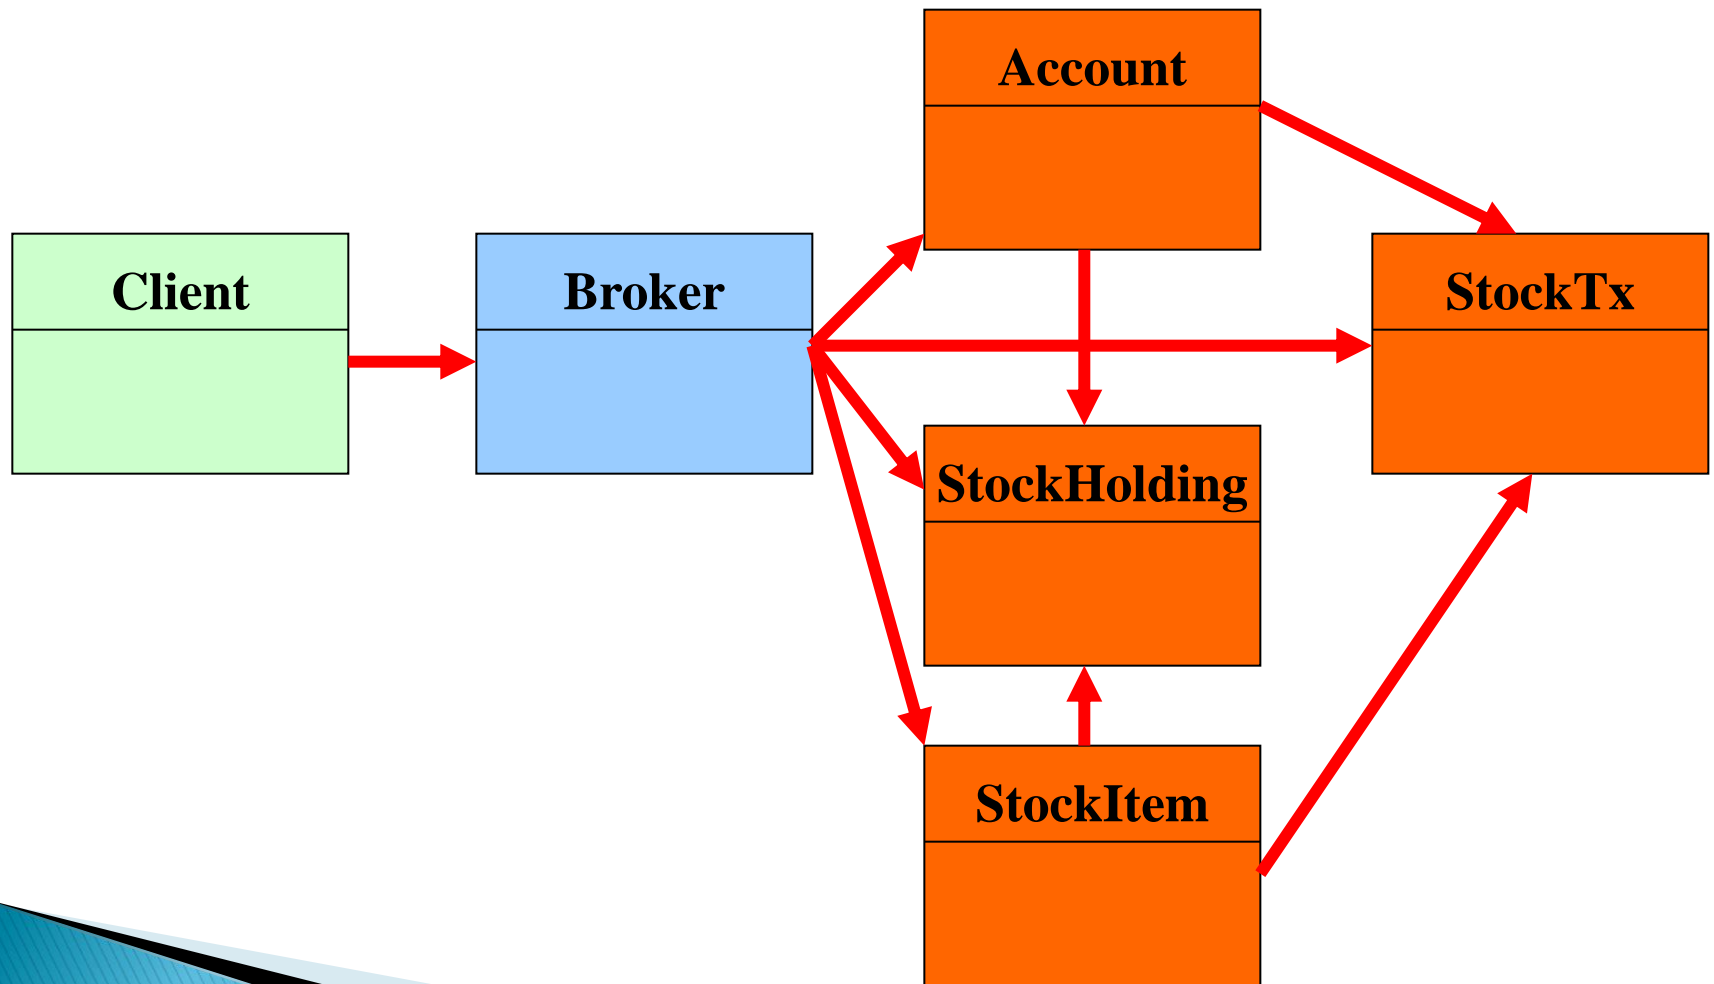 Account
Client
Broker
StockTx
StockHolding
StockItem